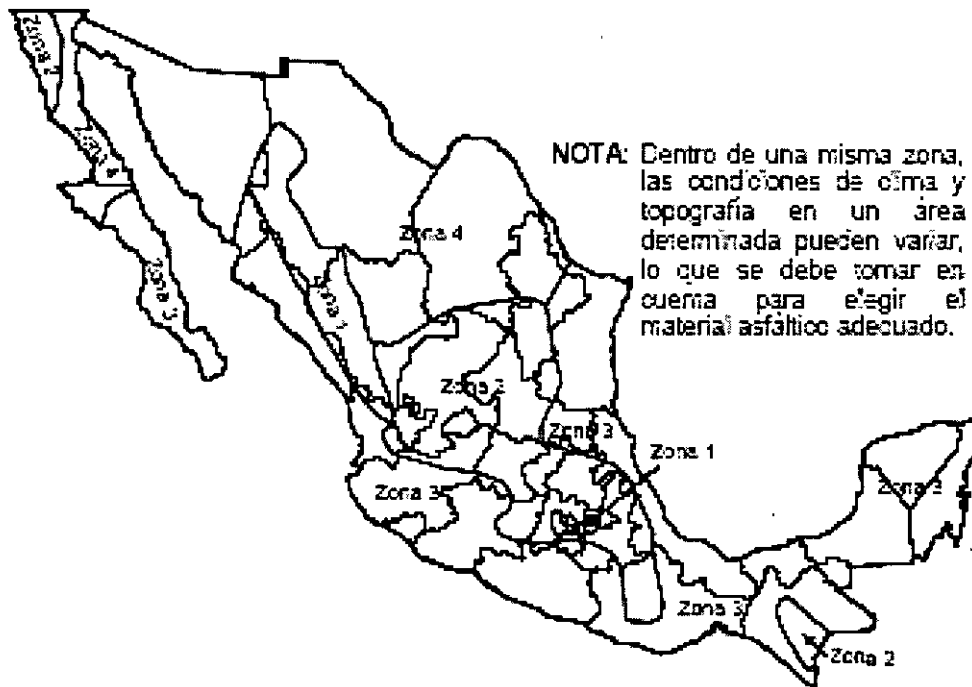 Zona 2
Zona 4
Zona 3
Zona 4
Zona 1
Zona 2
Zona 3
Zona 1
Zona 3
Zona 3
Zona 3
Zona 2
NOTA: Dentro de una misma zona,
las condiciones de clima y
topografía en un área
determinada pueden variar,
lo que se debe tomar en
cuenta para elegir el
material asfáltico adecuado.